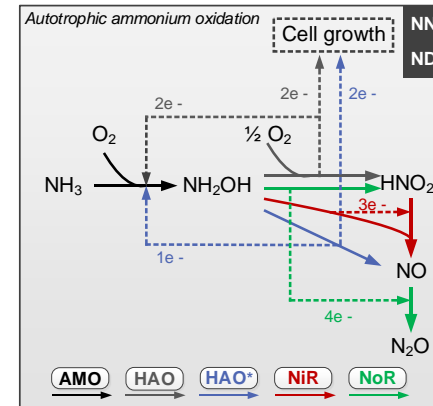 Autotrophic ammonium oxidation
NN
Cell growth
ND
2e -
2e -
2e -
O₂
½ O₂
NH₃
NH₂OH
HNO₂
3e -
1e -
NO
4e -
N₂O
AMO
HAO
HAO*
NiR
NoR